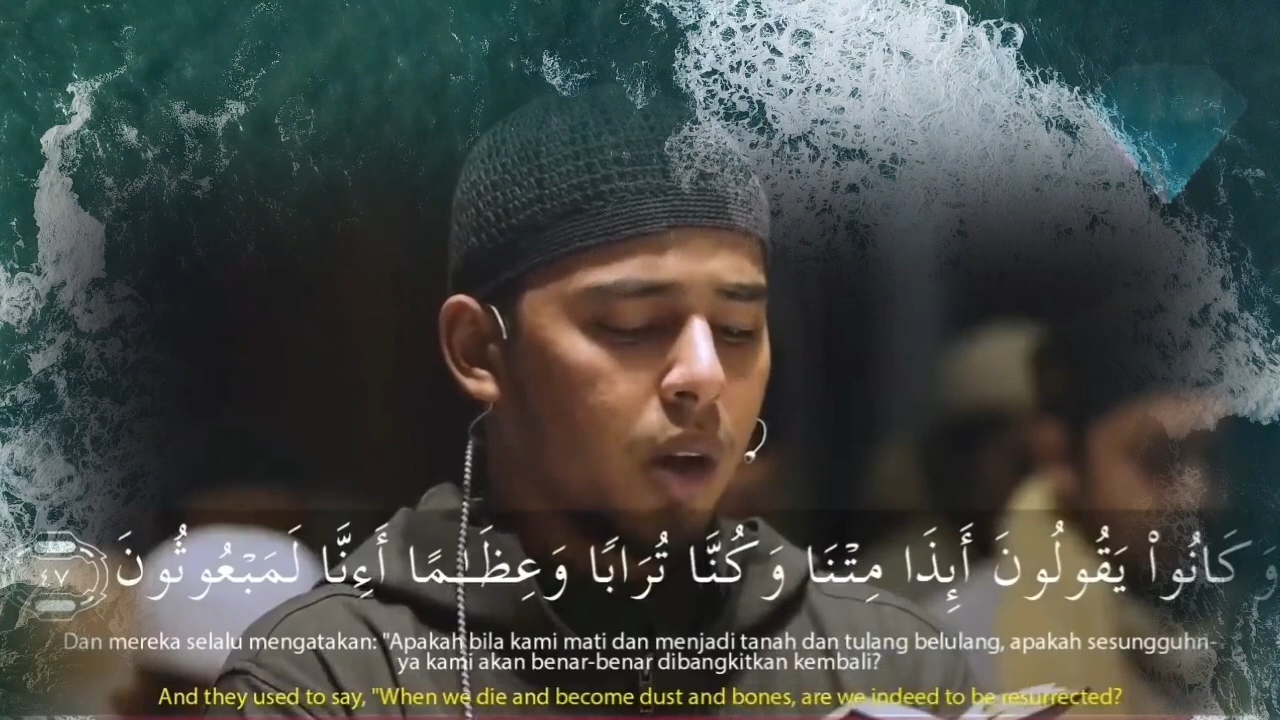 وَكَانُوا۟ يَقُولُونَ أَئِذَا مِتْنَا وَكُنَّا تُرَابًا وَعِظَـٰمًا أَءِنَّا لَمَبْعُوثُونَ ٤٧
Dan mereka selalu mengatakan: "Apakah bila kami mati dan menjadi tanah dan tulang belulang, apakah sesungguhn-
ya kami akan benar-benar dibangkitkan kembali?
And they used to say, "When we die and become dust and bones, are we indeed to be resurrected?